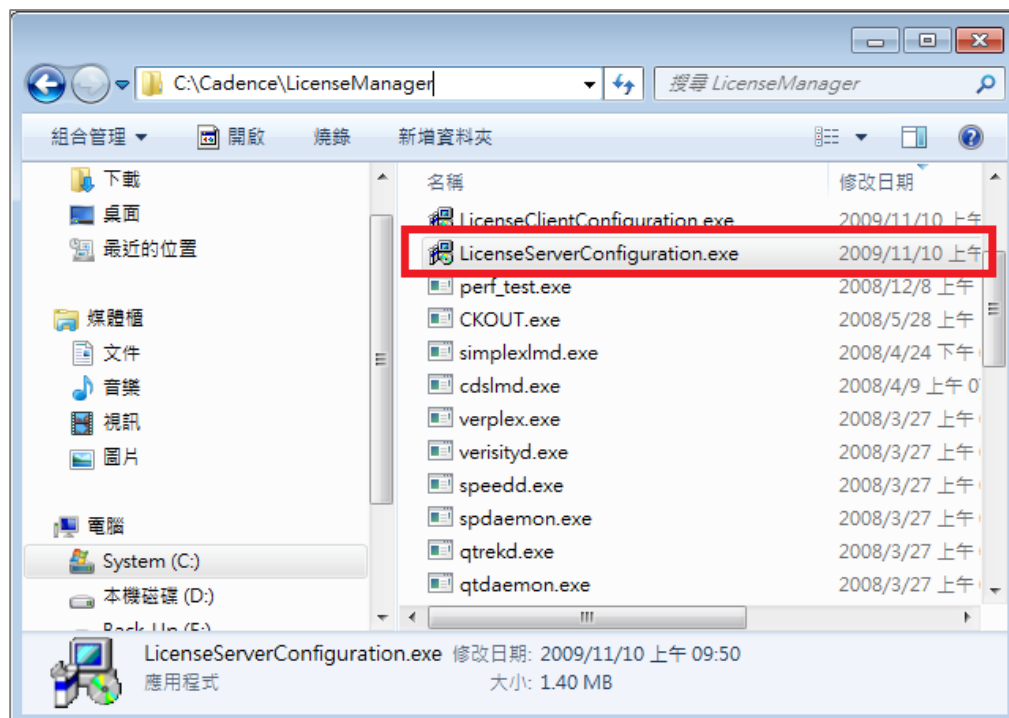 C:\Cadence\LicenseManager
搜尋 LicenseManager
組合管理 開啟 燒錄 新增資料夾
下載
桌面
最近的位置
媒體櫃
文件
音樂
視訊
圖片
電腦
System (C:)
本機磁碟 (D:)
Back Up (E:)
名稱 修改日期
LicenseClientConfiguration.exe 2009/11/10 上午
LicenseServerConfiguration.exe 2009/11/10 上午
perf_test.exe 2008/12/8 上午
CKOUT.exe 2008/5/28 上午
simplexlmd.exe 2008/4/24 下午
cdslmd.exe 2008/4/9 上午 0
verplex.exe 2008/3/27 上午
verisityd.exe 2008/3/27 上午
speedd.exe 2008/3/27 上午
spdaemon.exe 2008/3/27 上午
qtrekd.exe 2008/3/27 上午
qtdaemon.exe 2008/3/27 上午
LicenseServerConfiguration.exe 修改日期: 2009/11/10 上午 09:50
應用程式 大小: 1.40 MB